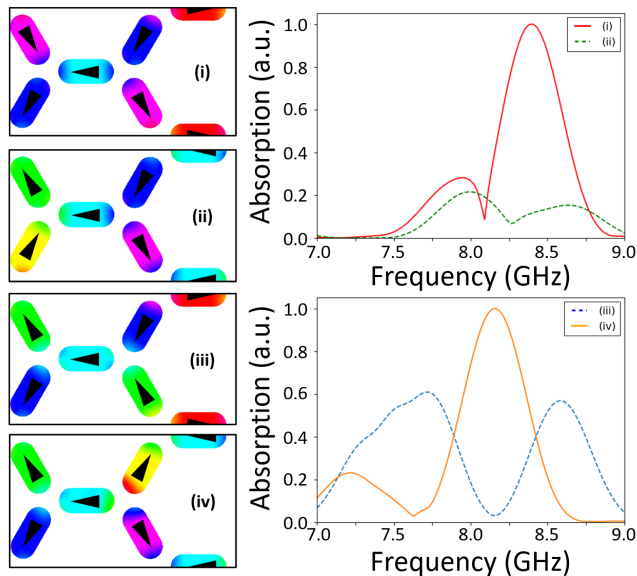 (i)
(ii)
(iii)
(iv)
Absorption (a.u.)
1.0
0.8
0.6
0.4
0.2
0.0
7.0 7.5 8.0 8.5 9.0
Frequency (GHz)
(i)
(ii)
Absorption (a.u.)
1.0
0.8
0.6
0.4
0.2
0.0
7.0 7.5 8.0 8.5 9.0
Frequency (GHz)
(iii)
(iv)